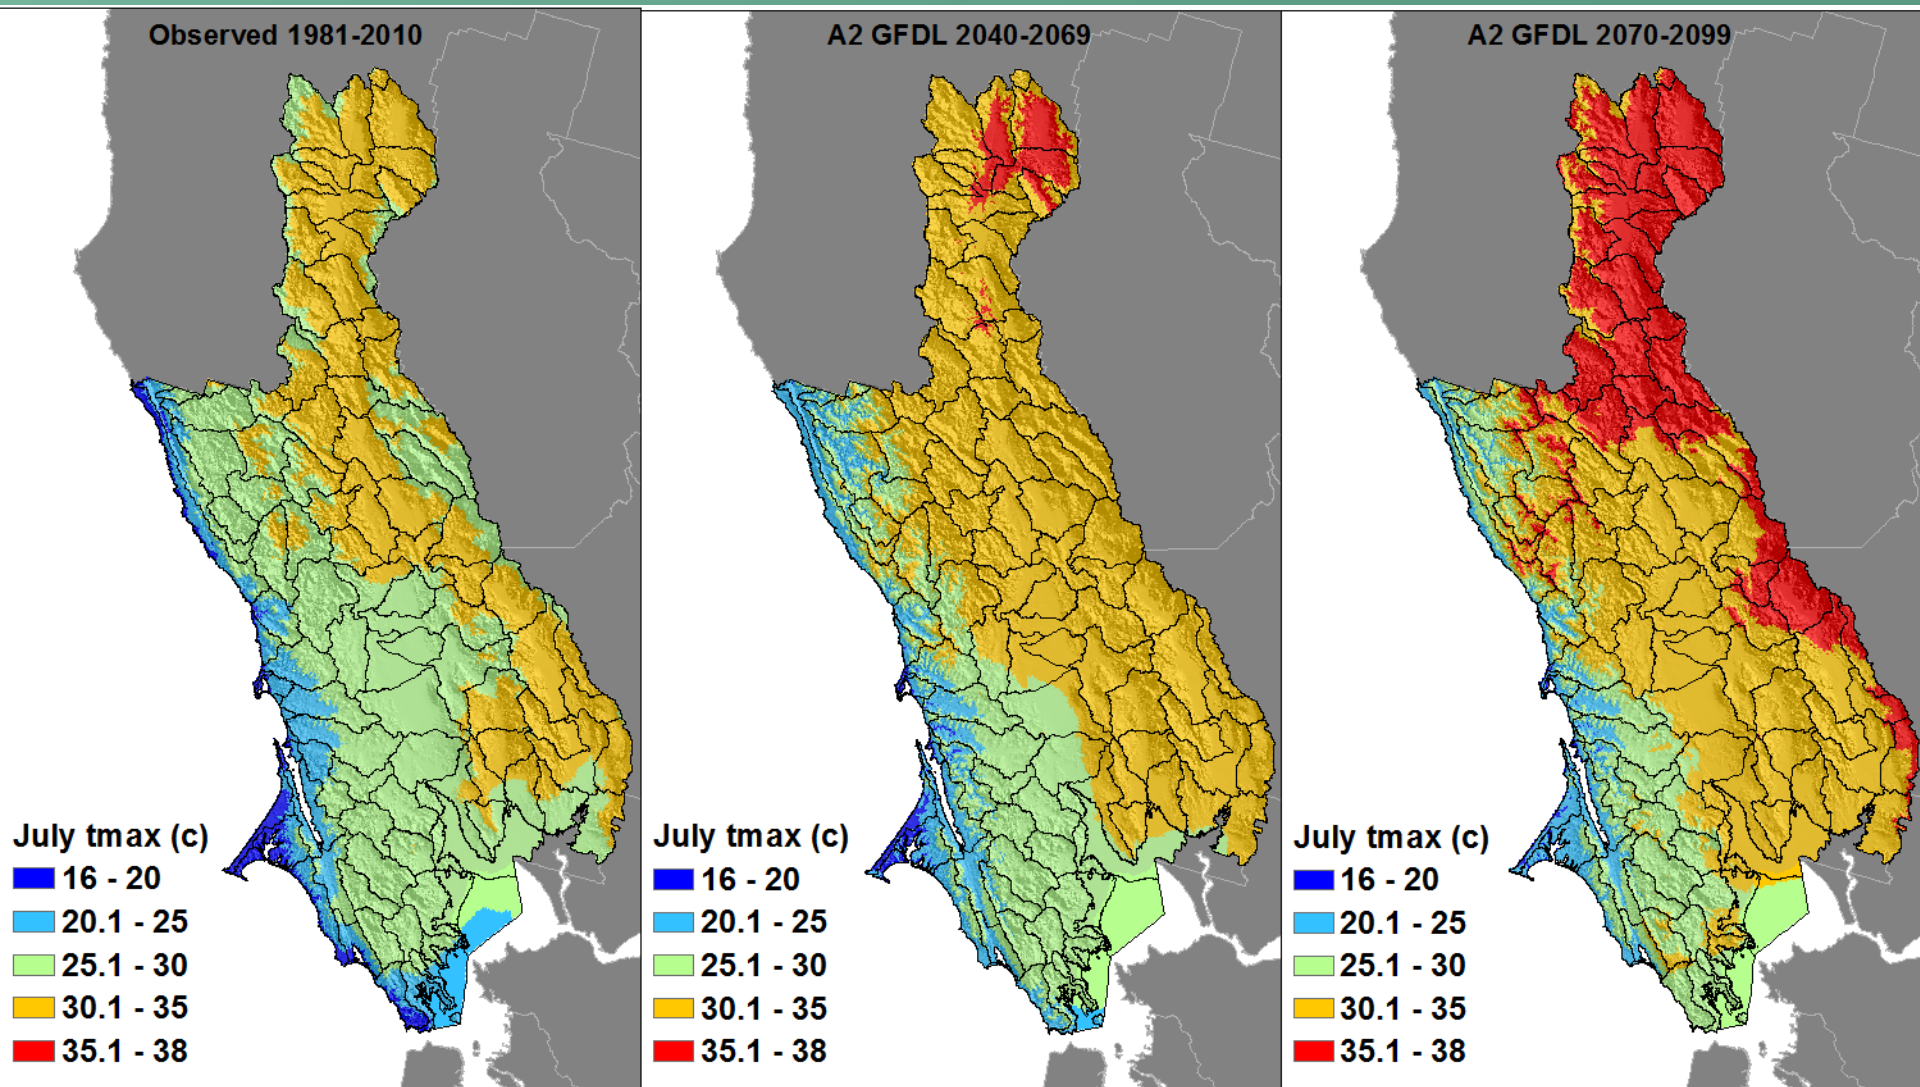 Observed 1981-2010
July tmax (c)
16 - 20
20.1 - 25
25.1 - 30
30.1 - 35
35.1 - 38
A2 GFDL 2040-2069
July tmax (c)
16 - 20
20.1 - 25
25.1 - 30
30.1 - 35
35.1 - 38
A2 GFDL 2070-2099
July tmax (c)
16 - 20
20.1 - 25
25.1 - 30
30.1 - 35
35.1 - 38